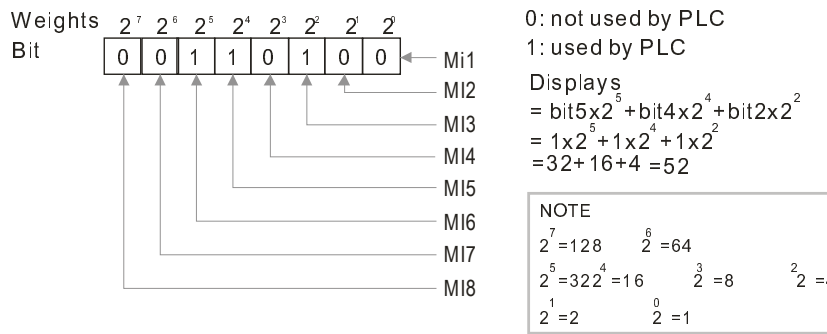 Weights 2⁷ 2⁶ 2⁵ 2⁴ 2³ 2² 2¹ 2⁰
Bit 0 0 1 1 0 1 0 0
Mi1
MI2
MI3
MI4
MI5
MI6
MI7
MI8
0: not used by PLC
1: used by PLC
Displays
= bit5x2⁵+bit4x2⁴+bit2x2²
= 1x2⁵+1x2⁴+1x2²
=32+16+4 =52
NOTE
2⁷=128 2⁶=64
2⁵=32 2⁴=16 2³=8 2²=
2¹=2 2⁰=1